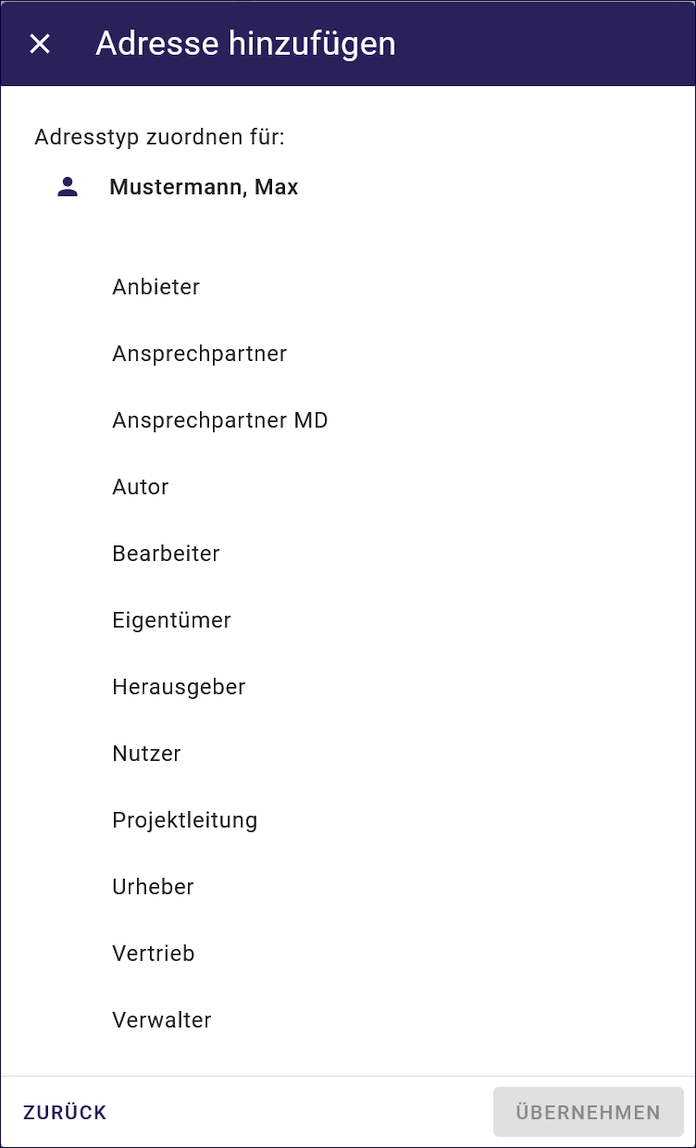 Adresse hinzufügen
Adresstyp zuordnen für:
Mustermann, Max
Anbieter
Ansprechpartner
Ansprechpartner MD
Autor
Bearbeiter
Eigentümer
Herausgeber
Nutzer
Projektleitung
Urheber
Vertrieb
Verwalter
ZURÜCK
ÜBERNEHMEN